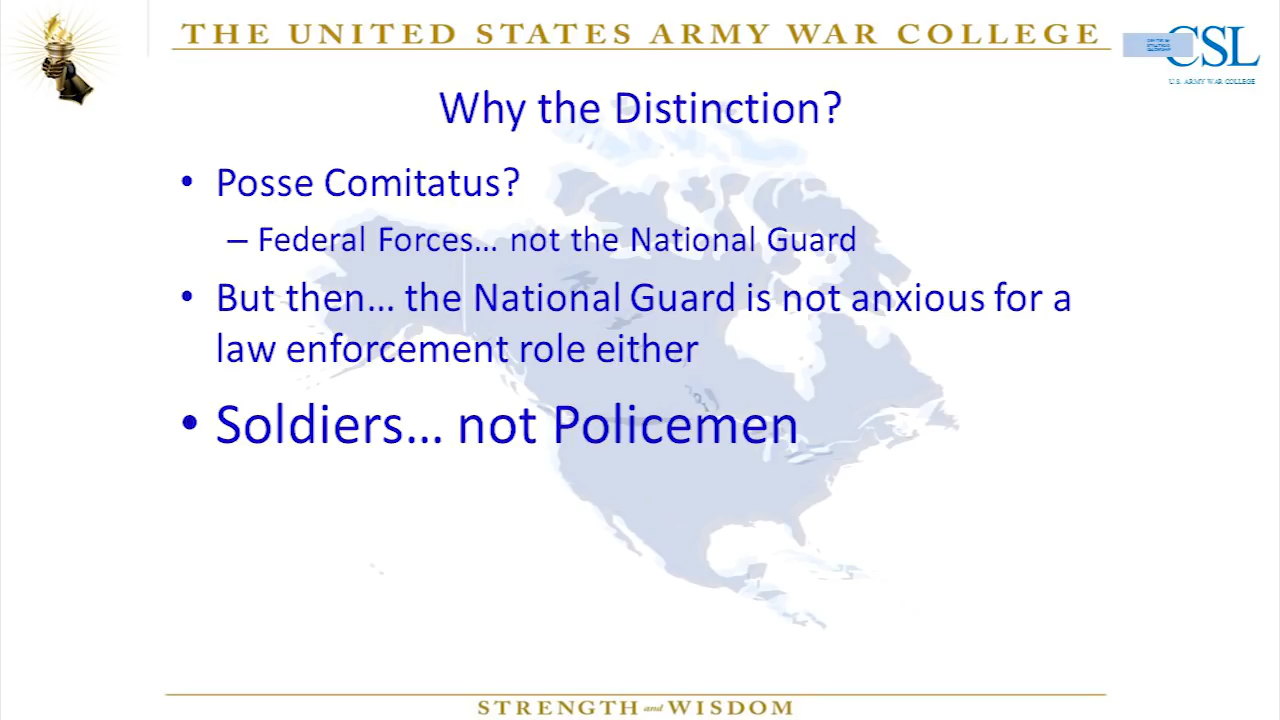 THE UNITED STATES ARMY WAR COLLEGE
CSL
U.S. ARMY WAR COLLEGE
Why the Distinction?
• Posse Comitatus?
– Federal Forces... not the National Guard
• But then... the National Guard is not anxious for a
law enforcement role either
• Soldiers... not Policemen
STRENGTH and WISDOM